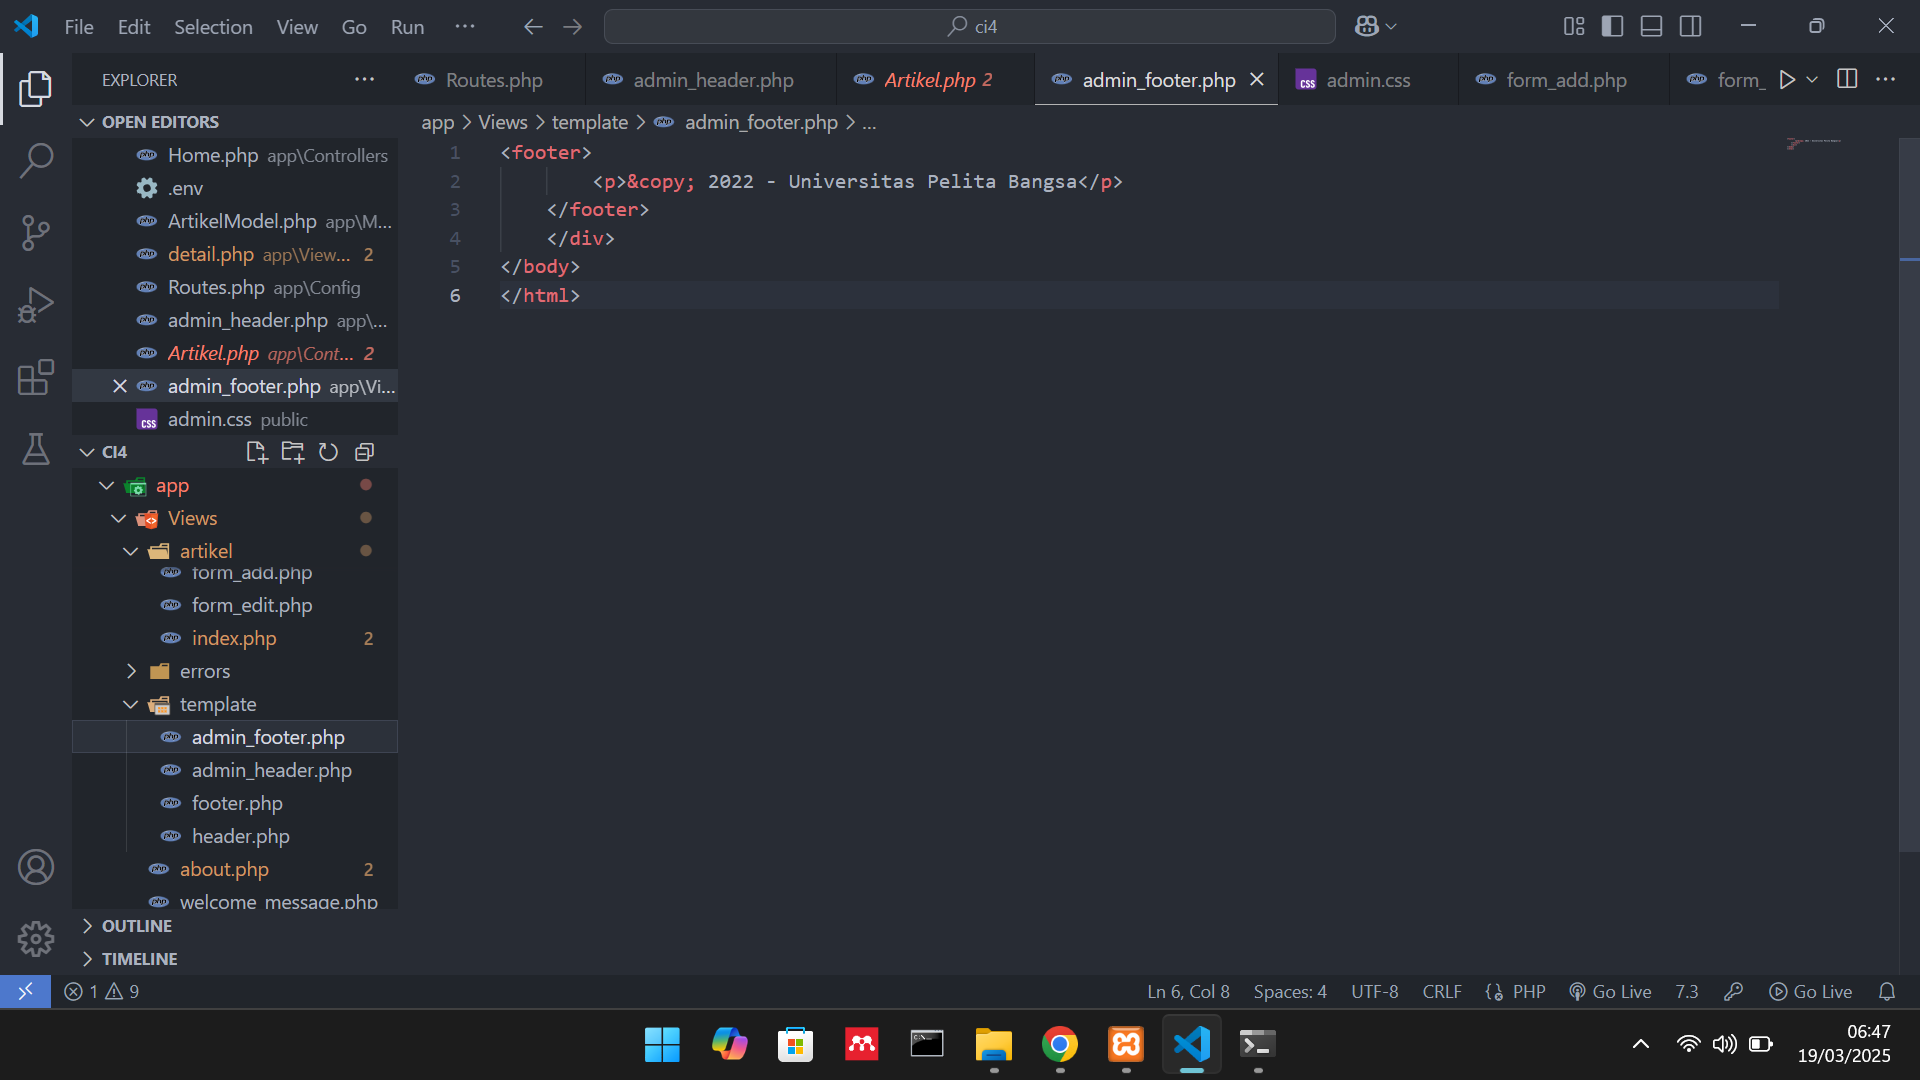 File Edit Selection View Go Run ··· ci4
EXPLORER ···
Routes.php admin_header.php Artikel.php 2 admin_footer.php admin.css form_add.php form_ ···
OPEN EDITORS
app > Views > template > admin_footer.php > ...
Home.php app\Controllers
.env
ArtikelModel.php app\M...
detail.php app\View... 2
Routes.php app\Config
admin_header.php app\...
Artikel.php app\Cont... 2
admin_footer.php app\Vi...
admin.css public
CI4
app
Views
artikel
form_add.php
form_edit.php
index.php 2
errors
template
admin_footer.php
admin_header.php
footer.php
header.php
about.php 2
welcome_message.php
OUTLINE
TIMELINE
1 <footer>
2 <p>&copy; 2022 - Universitas Pelita Bangsa</p>
3 </footer>
4 </div>
5 </body>
6 </html>
1 9 Ln 6, Col 8 Spaces: 4 UTF-8 CRLF PHP Go Live 7.3 Go Live
06:47
19/03/2025